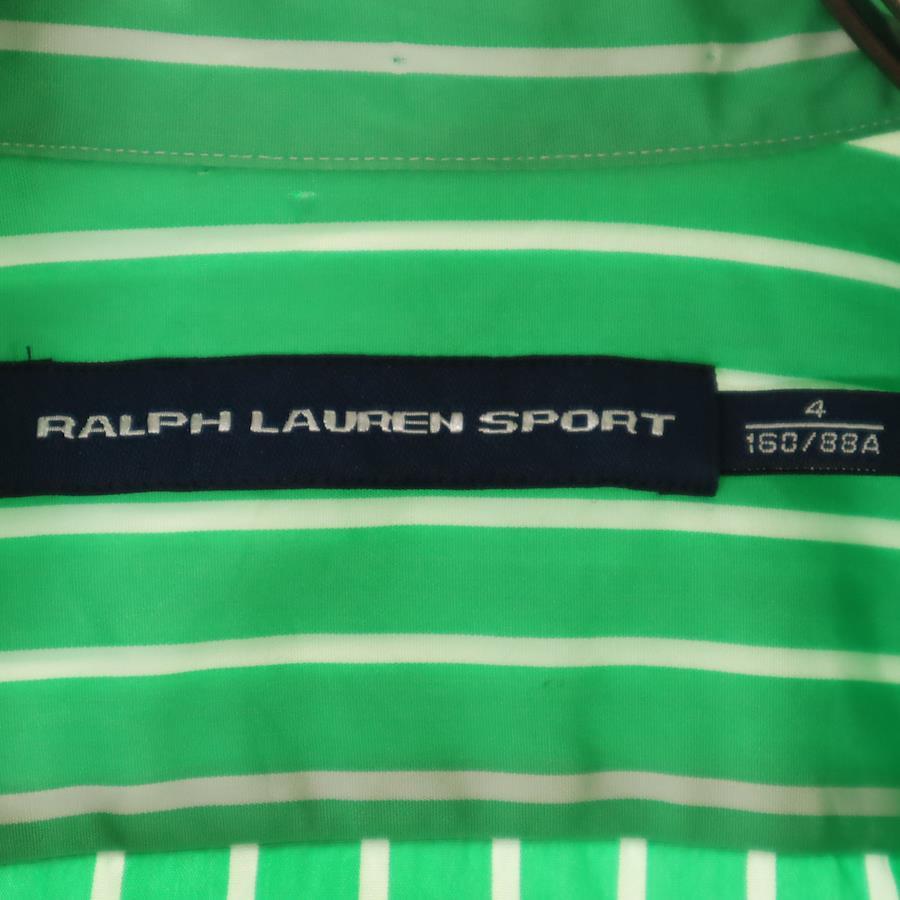 RALPH LAUREN SPORT
4
160/88A